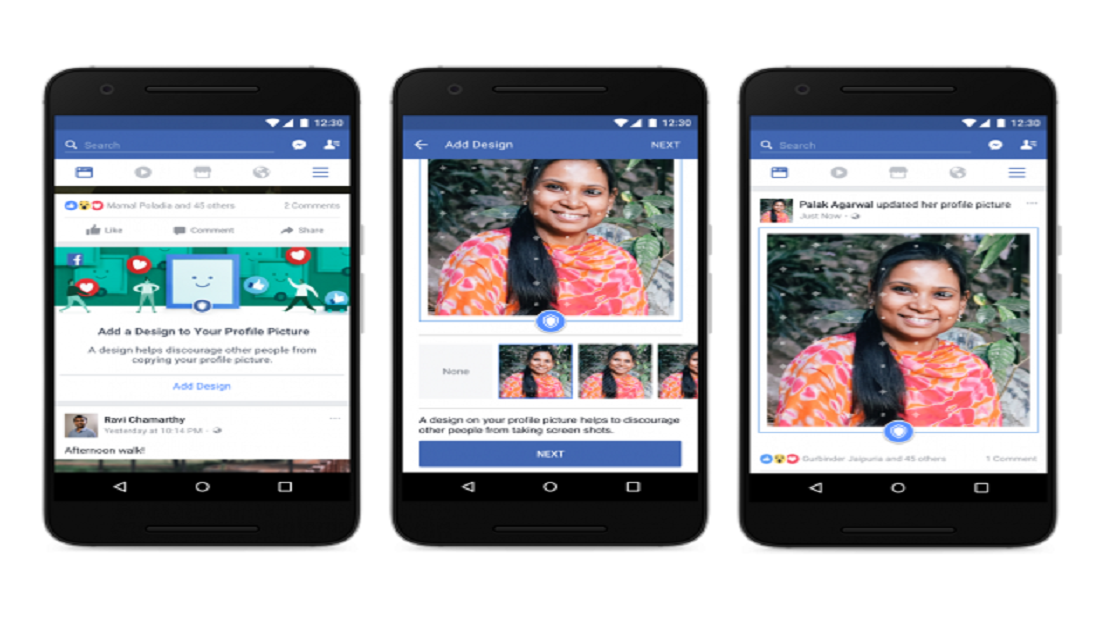 12:30
Search
Mamal Poladia and 45 others 2 Comments
Like Comment Share
f
Add a Design to Your Profile Picture
A design helps discourage other people from
copying your profile picture.
Add Design
Ravi Chamarthy
Yesterday at 10:14 PM ·
Afternoon walk!
12:30
Add Design NEXT
None
A design on your profile picture helps to discourage
other people from taking screen shots.
NEXT
12:30
Search
Palak Agarwal updated her profile picture
Just Now ·
Gurbinder Jaipuria and 45 others 1 Comment